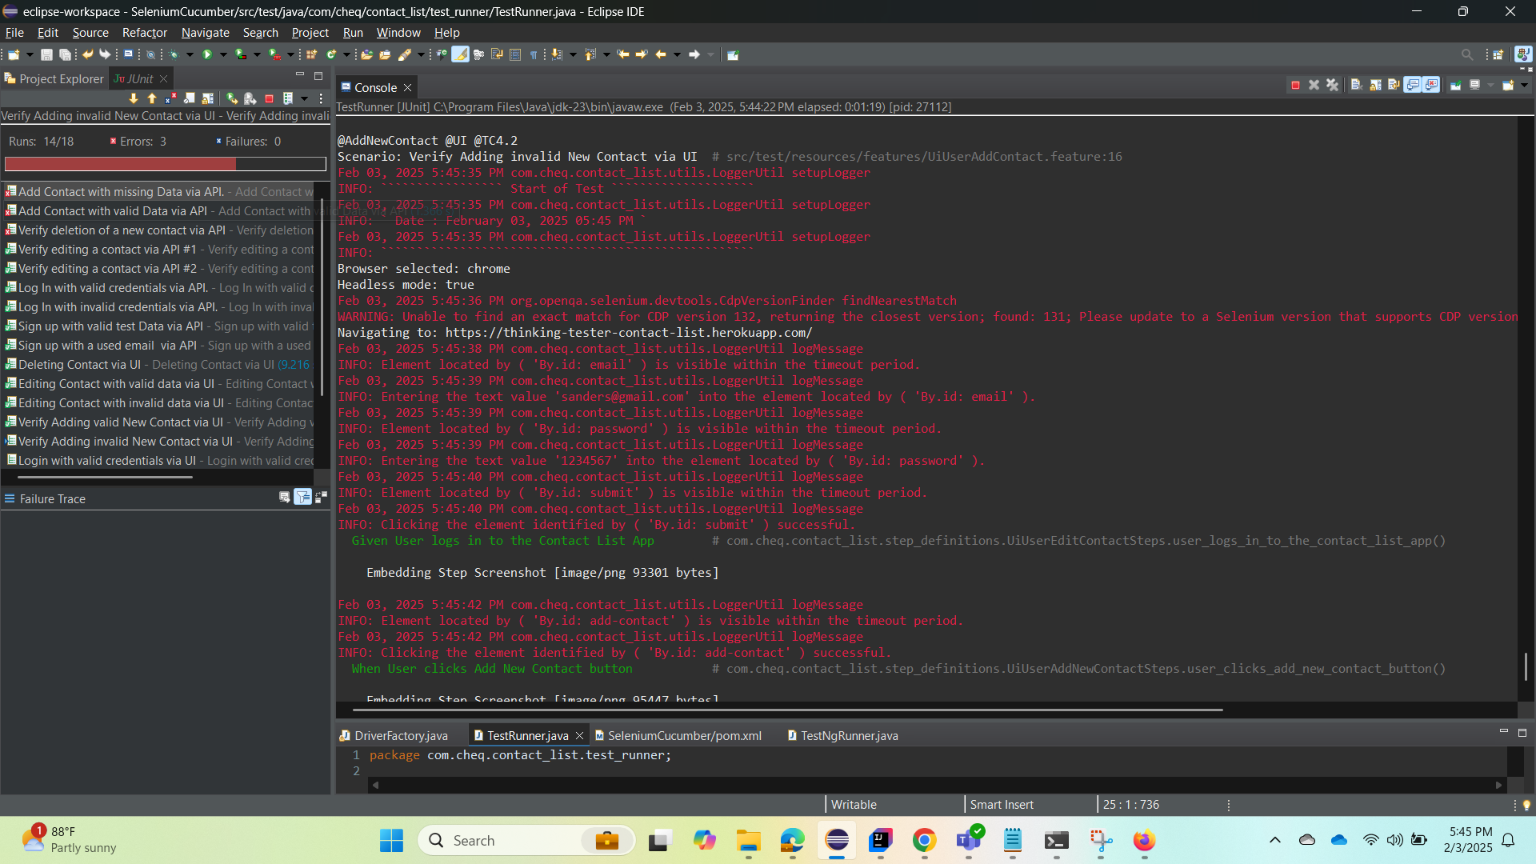 eclipse-workspace - SeleniumCucumber/src/test/java/com/cheq/contact_list/test_runner/TestRunner.java - Eclipse IDE
File Edit Source Refactor Navigate Search Project Run Window Help
Project Explorer JUnit
Verify Adding invalid New Contact via UI - Verify Adding invali
Runs: 14/18 Errors: 3 Failures: 0
Add Contact with missing Data via API. - Add Contact w
Add Contact with valid Data via API - Add Contact with
Verify deletion of a new contact via API - Verify deletion
Verify editing a contact via API #1 - Verify editing a cont
Verify editing a contact via API #2 - Verify editing a cont
Log In with valid credentials via API. - Log In with valid c
Log In with invalid credentials via API. - Log In with inva
Sign up with valid test Data via API - Sign up with valid
Sign up with a used email via API - Sign up with a used
Deleting Contact via UI - Deleting Contact via UI (9.216
Editing Contact with valid data via UI - Editing Contact v
Editing Contact with invalid data via UI - Editing Contac
Verify Adding valid New Contact via UI - Verify Adding v
Verify Adding invalid New Contact via UI - Verify Adding
Login with valid credentials via UI - Login with valid cred
Failure Trace
Console
TestRunner [JUnit] C:\Program Files\Java\jdk-23\bin\javaw.exe (Feb 3, 2025, 5:44:22 PM elapsed: 0:01:19) [pid: 27112]
@AddNewContact @UI @TC4.2
Scenario: Verify Adding invalid New Contact via UI # src/test/resources/features/UiUserAddContact.feature:16
Feb 03, 2025 5:45:35 PM com.cheq.contact_list.utils.LoggerUtil setupLogger
INFO: ````````````````` Start of Test ````````````````````
Feb 03, 2025 5:45:35 PM com.cheq.contact_list.utils.LoggerUtil setupLogger
INFO: ` Date : February 03, 2025 05:45 PM `
Feb 03, 2025 5:45:35 PM com.cheq.contact_list.utils.LoggerUtil setupLogger
INFO: ````````````````````````````````````````````````````
Browser selected: chrome
Headless mode: true
Feb 03, 2025 5:45:36 PM org.openqa.selenium.devtools.CdpVersionFinder findNearestMatch
WARNING: Unable to find an exact match for CDP version 132, returning the closest version; found: 131; Please update to a Selenium version that supports CDP version
Navigating to: https://thinking-tester-contact-list.herokuapp.com/
Feb 03, 2025 5:45:38 PM com.cheq.contact_list.utils.LoggerUtil logMessage
INFO: Element located by ( 'By.id: email' ) is visible within the timeout period.
Feb 03, 2025 5:45:39 PM com.cheq.contact_list.utils.LoggerUtil logMessage
INFO: Entering the text value 'sanders@gmail.com' into the element located by ( 'By.id: email' ).
Feb 03, 2025 5:45:39 PM com.cheq.contact_list.utils.LoggerUtil logMessage
INFO: Element located by ( 'By.id: password' ) is visible within the timeout period.
Feb 03, 2025 5:45:39 PM com.cheq.contact_list.utils.LoggerUtil logMessage
INFO: Entering the text value '1234567' into the element located by ( 'By.id: password' ).
Feb 03, 2025 5:45:40 PM com.cheq.contact_list.utils.LoggerUtil logMessage
INFO: Element located by ( 'By.id: submit' ) is visible within the timeout period.
Feb 03, 2025 5:45:40 PM com.cheq.contact_list.utils.LoggerUtil logMessage
INFO: Clicking the element identified by ( 'By.id: submit' ) successful.
Given User logs in to the Contact List App # com.cheq.contact_list.step_definitions.UiUserEditContactSteps.user_logs_in_to_the_contact_list_app()
Embedding Step Screenshot [image/png 93301 bytes]
Feb 03, 2025 5:45:42 PM com.cheq.contact_list.utils.LoggerUtil logMessage
INFO: Element located by ( 'By.id: add-contact' ) is visible within the timeout period.
Feb 03, 2025 5:45:42 PM com.cheq.contact_list.utils.LoggerUtil logMessage
INFO: Clicking the element identified by ( 'By.id: add-contact' ) successful.
When User clicks Add New Contact button # com.cheq.contact_list.step_definitions.UiUserAddNewContactSteps.user_clicks_add_new_contact_button()
Embedding Step Screenshot [image/png 95447 bytes]
DriverFactory.java TestRunner.java SeleniumCucumber/pom.xml TestNgRunner.java
1 package com.cheq.contact_list.test_runner;
2
Writable Smart Insert 25 : 1 : 736
1 88°F
Partly sunny
Search
5:45 PM
2/3/2025